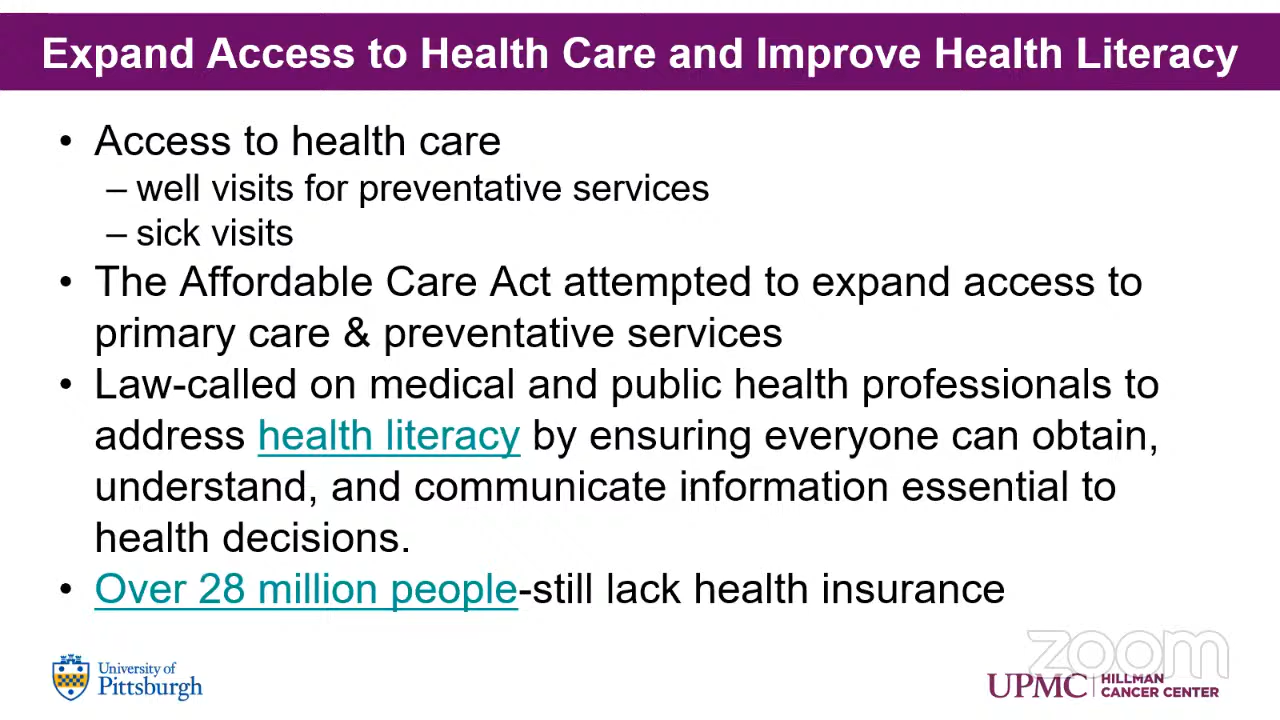 Expand Access to Health Care and Improve Health Literacy
• Access to health care
– well visits for preventative services
– sick visits
• The Affordable Care Act attempted to expand access to
primary care & preventative services
• Law-called on medical and public health professionals to
address health literacy by ensuring everyone can obtain,
understand, and communicate information essential to
health decisions.
• Over 28 million people-still lack health insurance
University of
Pittsburgh
zoom
UPMC HILLMAN
CANCER CENTER